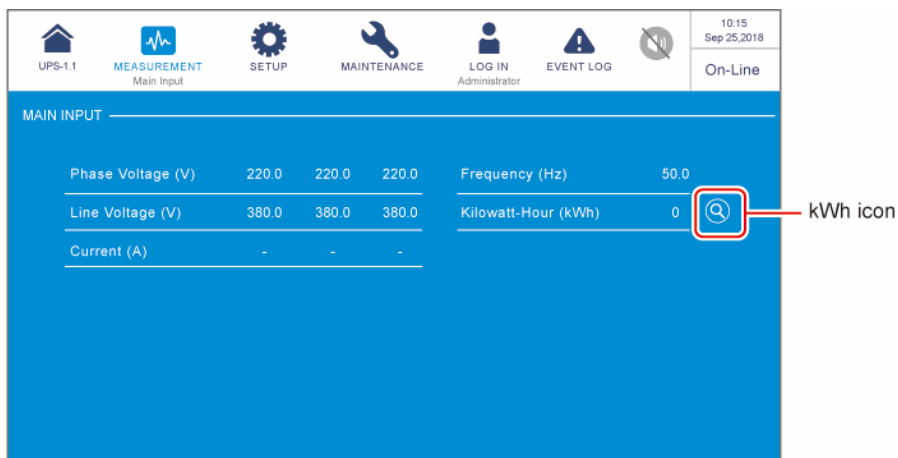 10:15
Sep 25,2018
UPS-1.1
MEASUREMENT
Main Input
SETUP
MAINTENANCE
LOG IN
Administrator
EVENT LOG
On-Line
MAIN INPUT
Phase Voltage (V) 220.0 220.0 220.0 Frequency (Hz) 50.0
Line Voltage (V) 380.0 380.0 380.0 Kilowatt-Hour (kWh) 0
kWh icon
Current (A) - - -